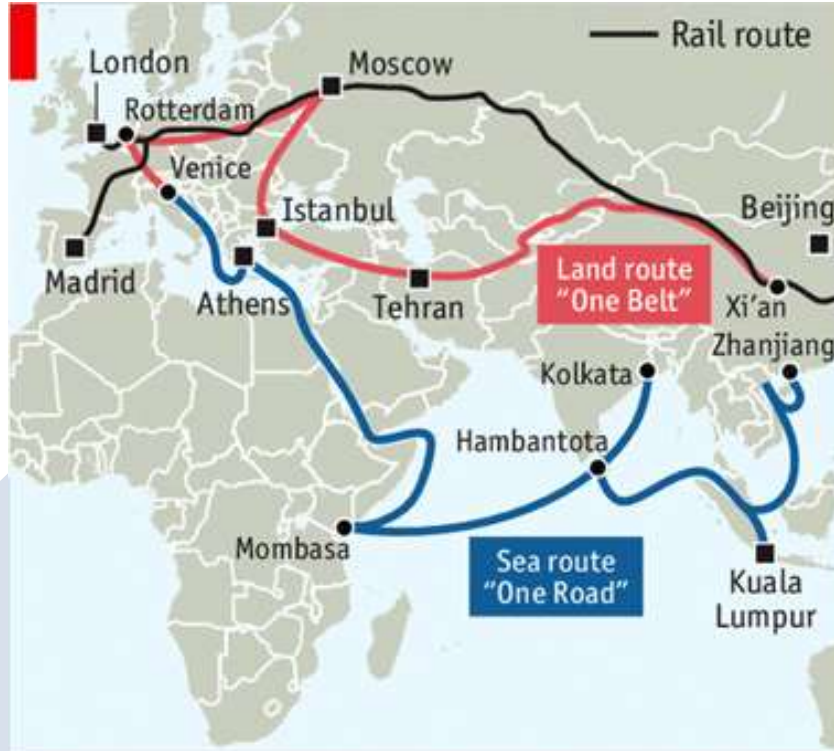 Rail route
London
Moscow
Rotterdam
Venice
Istanbul
Beijing
Madrid
Athens
Tehran
Land route
"One Belt"
Xi'an
Zhanjiang
Kolkata
Hambantota
Mombasa
Sea route
"One Road"
Kuala
Lumpur